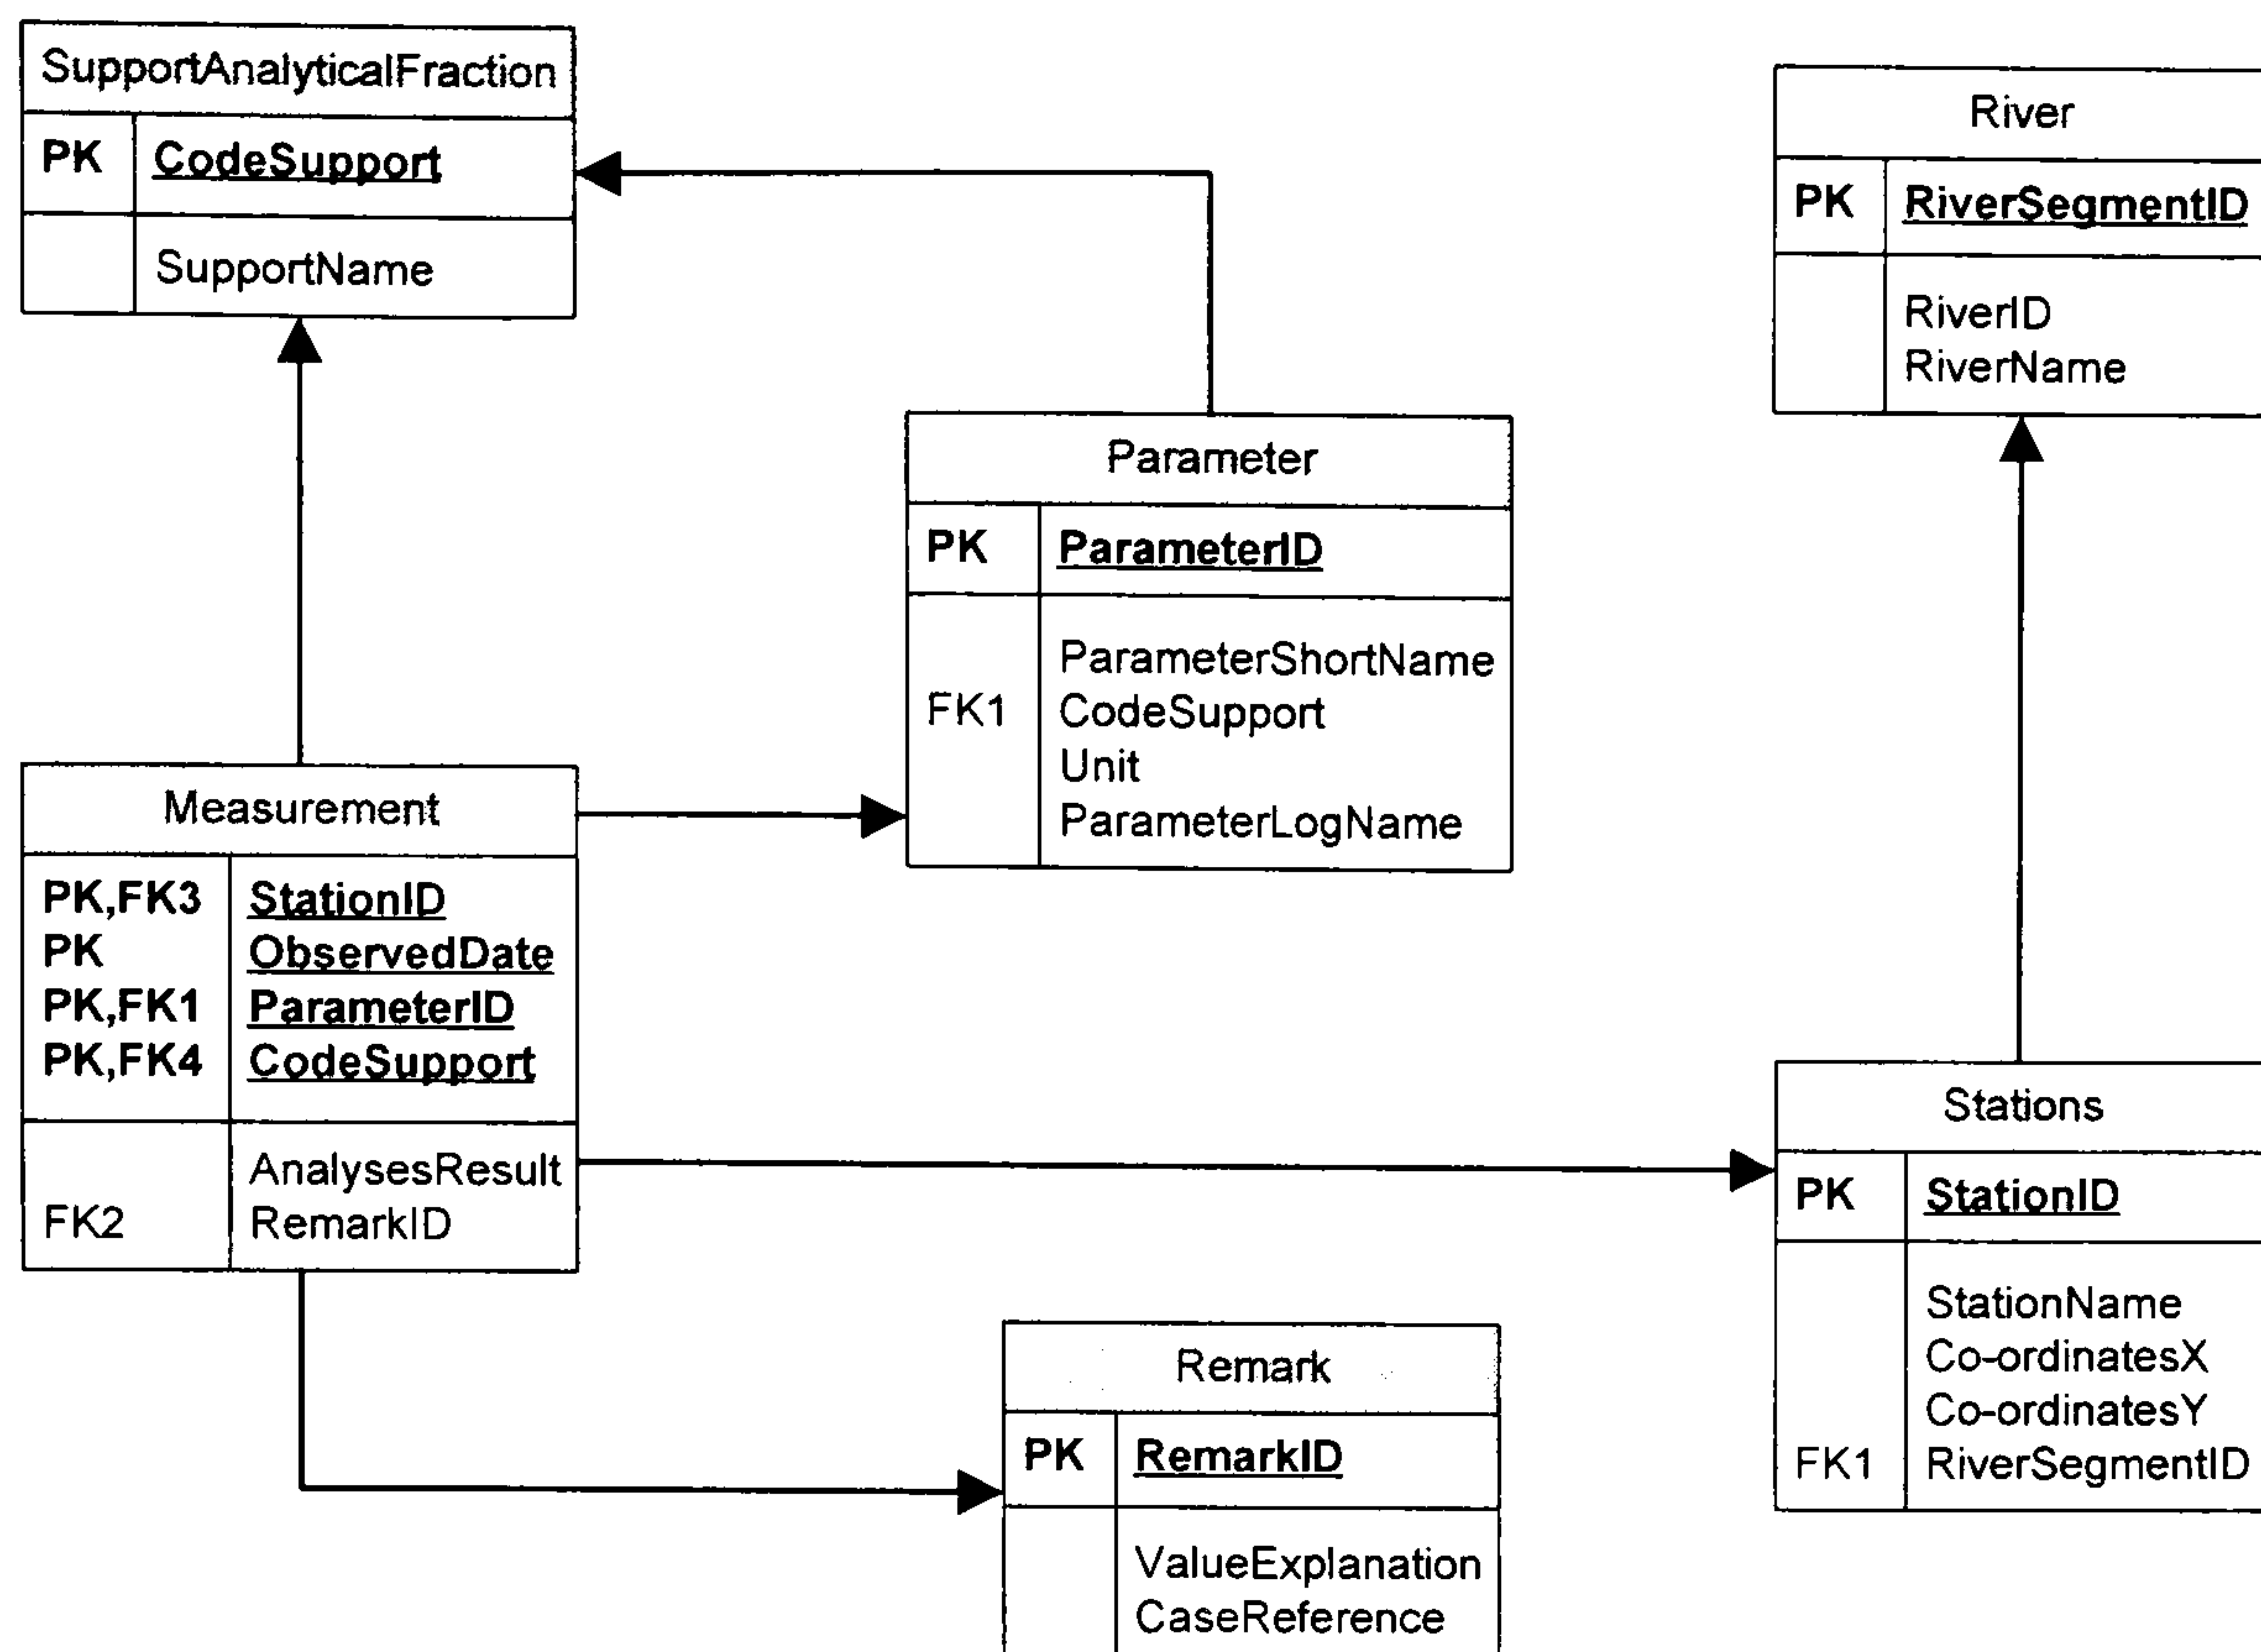 SupportAnalyticalFraction
PK CodeSupport
SupportName
River
PK RiverSegmentID
RiverID
RiverName
Parameter
PK ParameterID
ParameterShortName
FK1 CodeSupport
Unit
ParameterLogName
Measurement
PK,FK3 StationID
PK ObservedDate
PK,FK1 ParameterID
PK,FK4 CodeSupport
AnalysesResult
FK2 RemarkID
Stations
PK StationID
StationName
Co-ordinatesX
Co-ordinatesY
FK1 RiverSegmentID
Remark
PK RemarkID
ValueExplanation
CaseReference